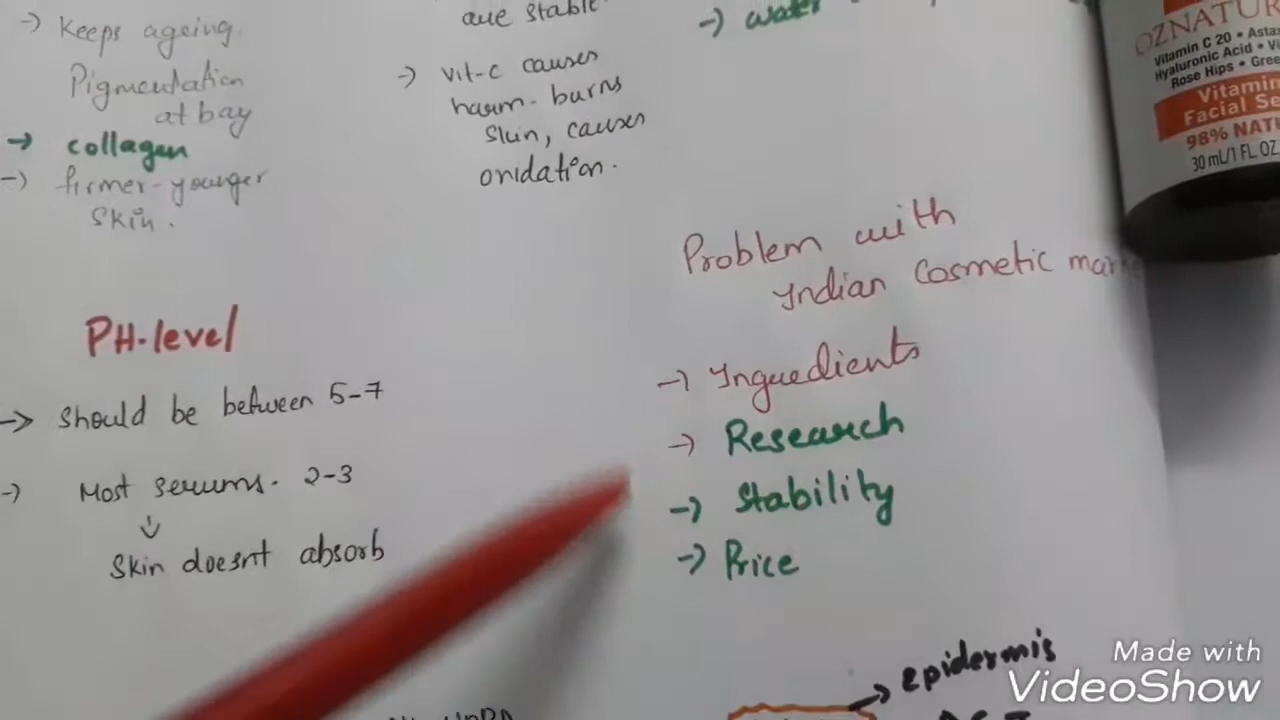 -> Keeps ageing
Pigmentation
at bay
-> collagen
-> firmer-younger
Skin.
are stable
-> vit-c causes
harm. burns
skin, causes
oxidation.
-> water
OZNATUR
Vitamin C 20 • Asta
Hyaluronic Acid • Vi
Rose Hips • Gree
Vitamin
Facial Se
98% NAT
30 mL/1 FL OZ
PH-level
-> Should be between 5-7
-> Most serums. 2-3
↓
Skin doesnt absorb
Problem with
Indian Cosmetic mar
-> Ingredients
-> Research
-> Stability
-> Price
-> epidermis
Made with
VideoShow